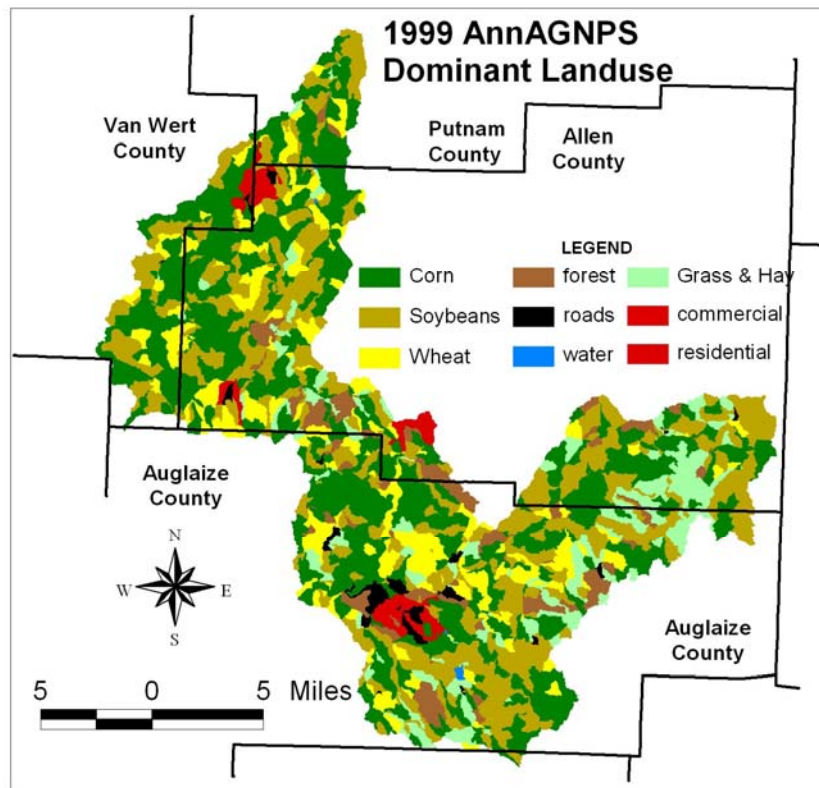 1999 AnnAGNPS
Dominant Landuse
Van Wert
County
Putnam
County
Allen
County
LEGEND
Corn
forest
Grass & Hay
Soybeans
roads
commercial
Wheat
water
residential
Auglaize
County
N
W
E
S
Auglaize
County
5
0
5
Miles